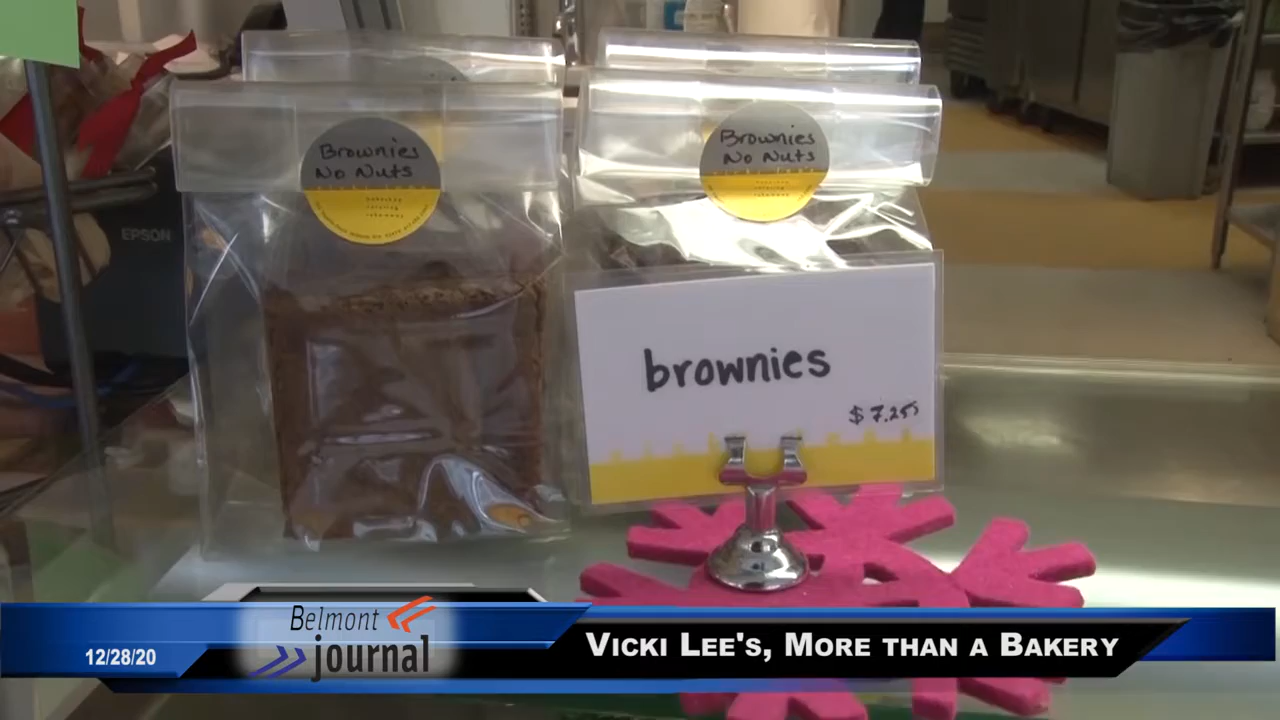 Brownies
No Nuts
Brownies
No Nuts
EPSON
brownies
$7.25
Belmont
journal
12/28/20
Vicki Lee's, More than a Bakery